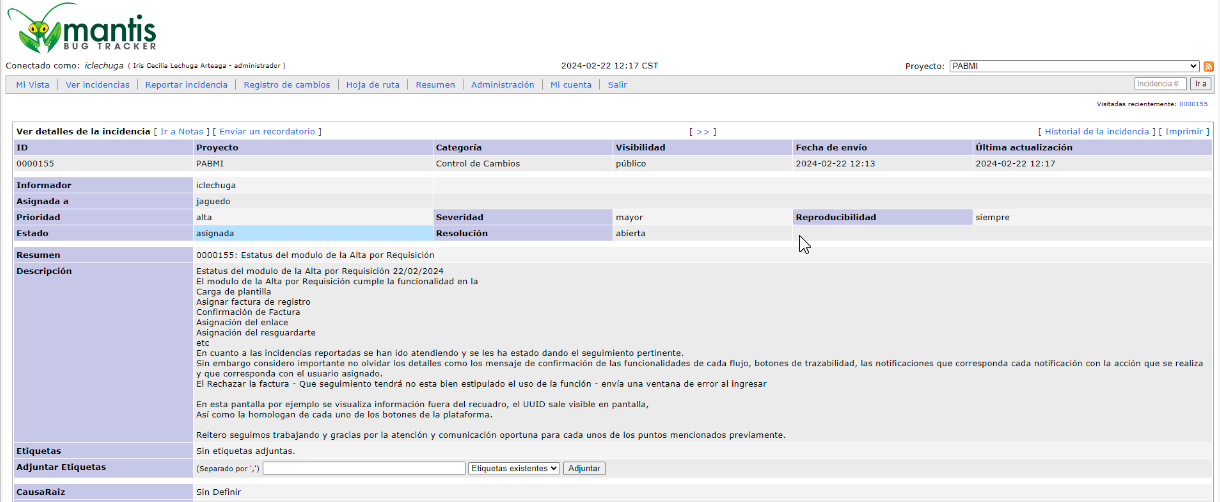 mantis
BUG TRACKER
Conectado como: iclechuga ( Iris Cecilia Lechuga Arteaga - administrador )
2024-02-22 12:17 CST
Proyecto: PABMI
Mi Vista | Ver incidencias | Reportar incidencia | Registro de cambios | Hoja de ruta | Resumen | Administración | Mi cuenta | Salir
Incidencia # Ir a
Visitadas recientemente: 0000155
Ver detalles de la incidencia [ Ir a Notas ] [ Enviar un recordatorio ] [ >> ] [ Historial de la incidencia ] [ Imprimir ]
ID Proyecto Categoría Visibilidad Fecha de envío Última actualización
0000155 PABMI Control de Cambios público 2024-02-22 12:13 2024-02-22 12:17
Informador iclechuga
Asignada a jaguedo
Prioridad alta Severidad mayor Reproducibilidad siempre
Estado asignada Resolución abierta
Resumen 0000155: Estatus del modulo de la Alta por Requisición
Descripción Estatus del modulo de la Alta por Requisición 22/02/2024
El modulo de la Alta por Requisición cumple la funcionalidad en la
Carga de plantilla
Asignar factura de registro
Confirmación de Factura
Asignación del enlace
Asignación del resguardarte
etc
En cuanto a las incidencias reportadas se han ido atendiendo y se les ha estado dando el seguimiento pertinente.
Sin embargo considero importante no olvidar los detalles como los mensaje de confirmación de las funcionalidades de cada flujo, botones de trazabilidad, las notificaciones que corresponda cada notificación con la acción que se realiza
y que corresponda con el usuario asignado.
El Rechazar la factura - Que seguimiento tendrá no esta bien estipulado el uso de la función - envía una ventana de error al ingresar
En esta pantalla por ejemplo se visualiza información fuera del recuadro, el UUID sale visible en pantalla,
Así como la homologan de cada uno de los botones de la plataforma.
Reitero seguimos trabajando y gracias por la atención y comunicación oportuna para cada unos de los puntos mencionados previamente.
Etiquetas Sin etiquetas adjuntas.
Adjuntar Etiquetas (Separado por ',') Etiquetas existentes Adjuntar
CausaRaiz Sin Definir